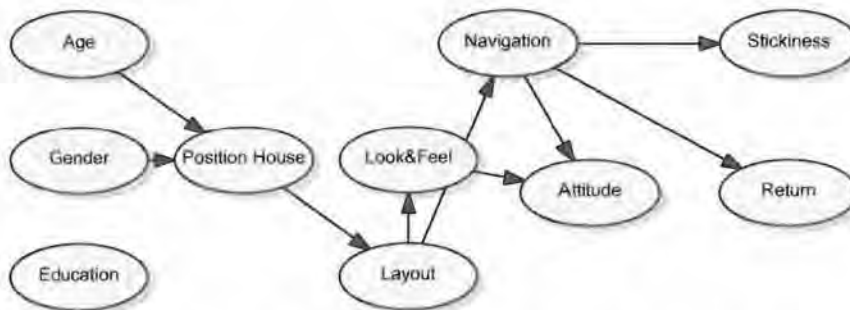 Age
Navigation
Stickiness
Gender
Position House
Look&Feel
Attitude
Return
Education
Layout